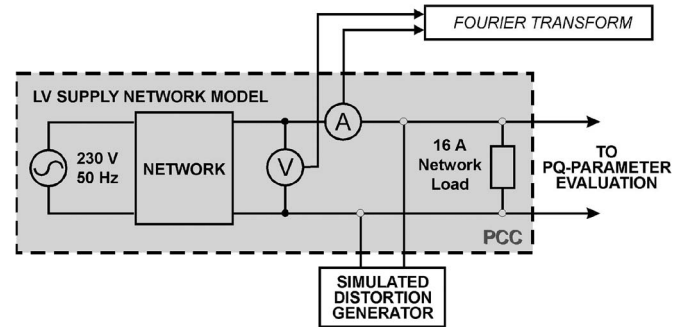 FOURIER TRANSFORM
LV SUPPLY NETWORK MODEL
A
230 V
50 Hz
NETWORK
V
16 A
Network
Load
TO
PQ-PARAMETER
EVALUATION
PCC
SIMULATED
DISTORTION
GENERATOR